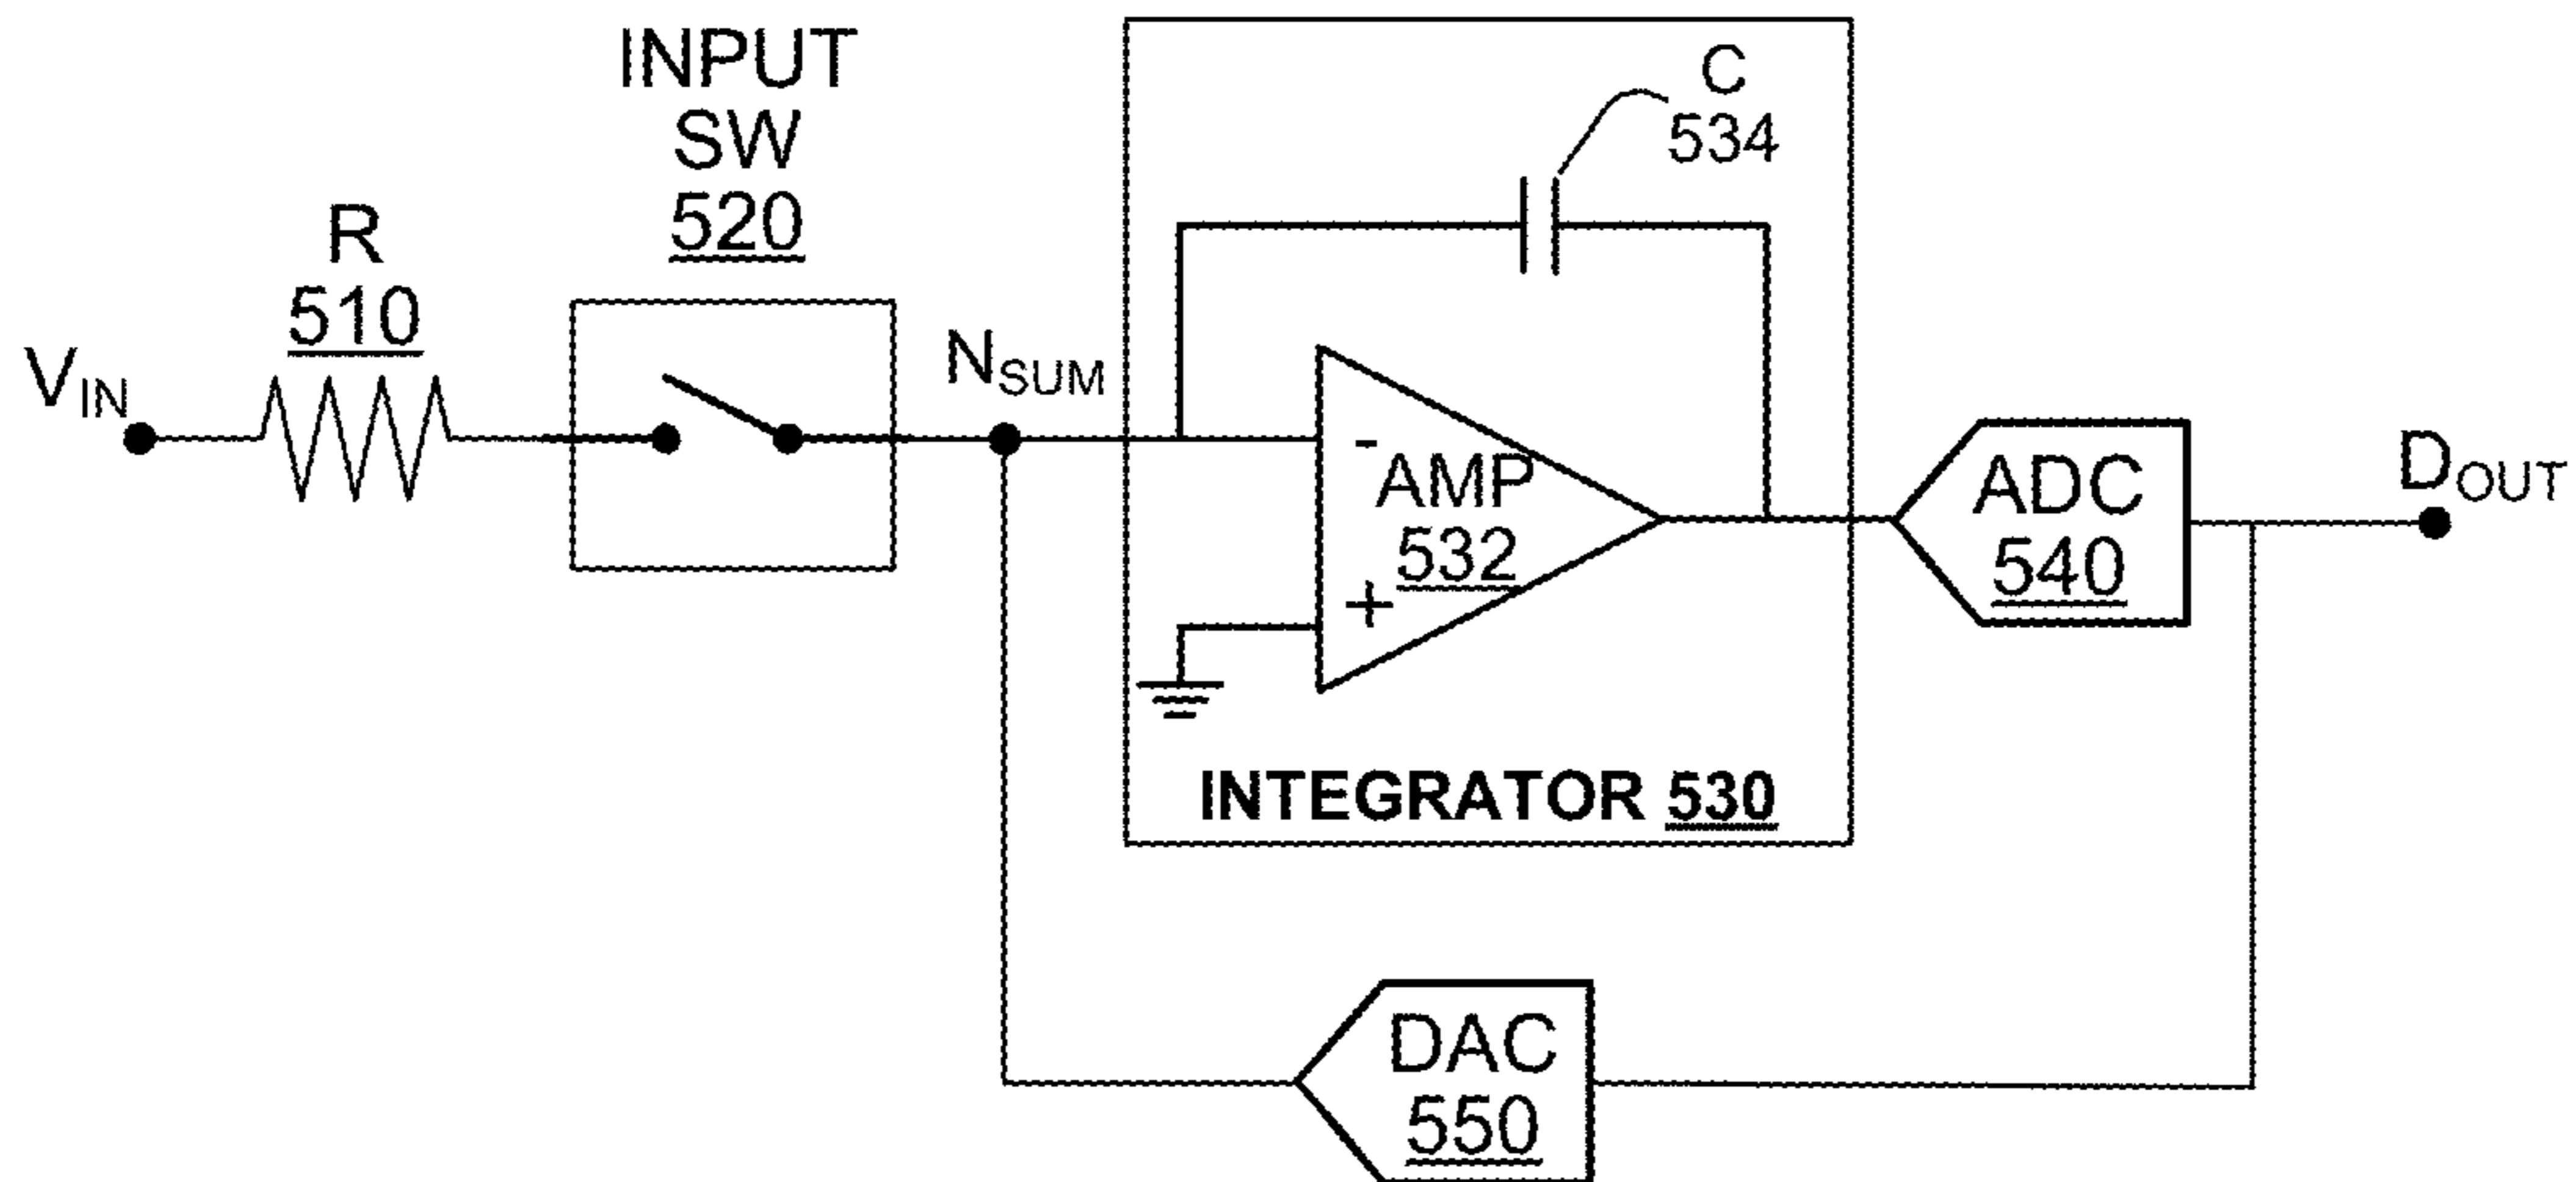 INPUT
SW
520
C
534
R
510
V_IN
N_SUM
-
AMP
532
+
ADC
540
D_OUT
INTEGRATOR 530
DAC
550